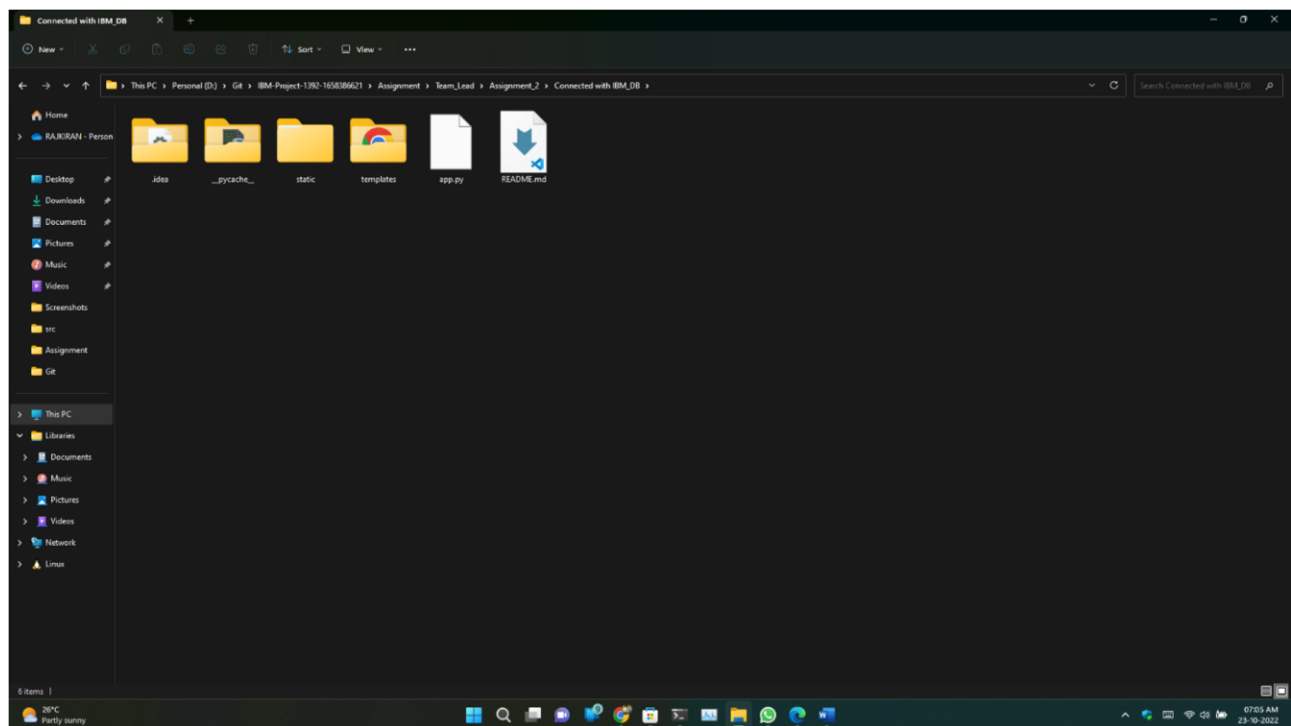 Connected with IBM_DB
New Sort View
This PC > Personal (D:) > Git > IBM-Project-1392-1658386621 > Assignment > Team_Lead > Assignment_2 > Connected with IBM_DB >
Search Connected with IBM_DB
Home
RAJKIRAN - Person
Desktop
Downloads
Documents
Pictures
Music
Videos
Screenshots
src
Assignment
Git
This PC
Libraries
Documents
Music
Pictures
Videos
Network
Linux
.idea
__pycache__
static
templates
app.py
README.md
6 items
26°C
Partly sunny
07:05 AM
23-10-2022